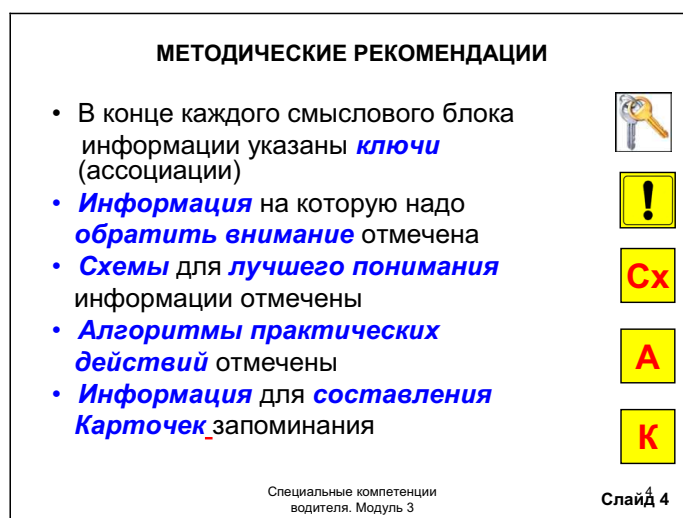 МЕТОДИЧЕСКИЕ РЕКОМЕНДАЦИИ
• В конце каждого смыслового блока
информации указаны ключи
(ассоциации)
• Информация на которую надо
обратить внимание отмечена
!
• Схемы для лучшего понимания
информации отмечены
Сх
• Алгоритмы практических
действий отмечены
А
• Информация для составления
Карточек запоминания
К
Специальные компетенции
водителя. Модуль 3
4
Слайд 4